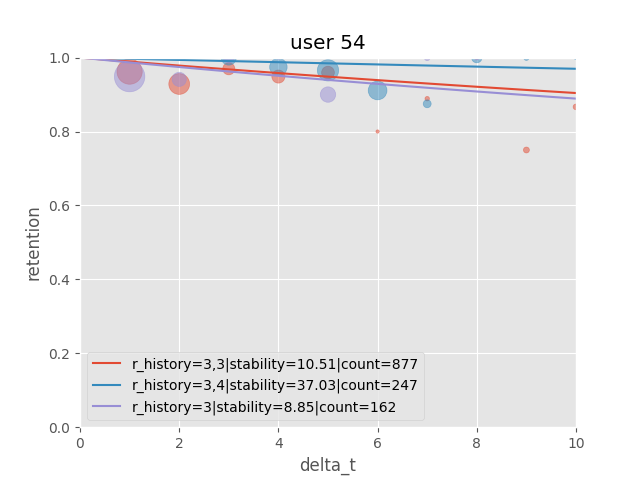 user 54
1.0
0.8
0.6
0.4
0.2
0.0
retention
r_history=3,3|stability=10.51|count=877
r_history=3,4|stability=37.03|count=247
r_history=3|stability=8.85|count=162
0 2 4 6 8 10
delta_t